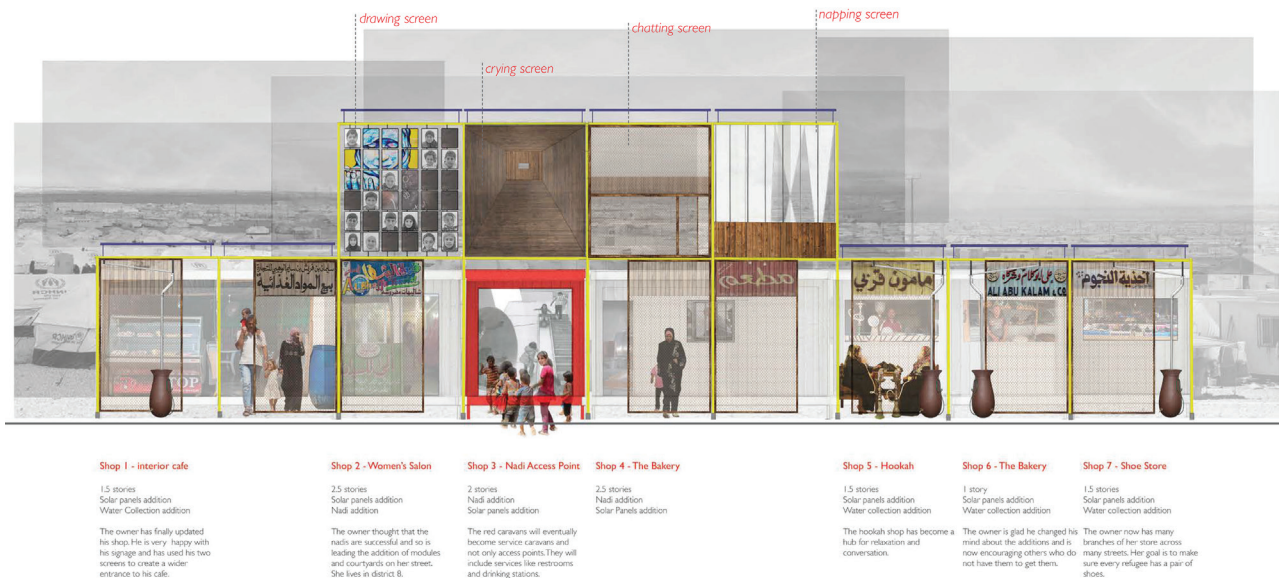 drawing screen
crying screen
chatting screen
napping screen
بيع المواد الغذائية
مطعم
مامون قزي
ALI ABU KALAM & CO
احذية النجوم
UNHCR
STOP
Shop 1 - interior cafe
1.5 stories
Solar panels addition
Water Collection addition
The owner has finally updated
his shop. He is very happy with
his signage and has used his two
screens to create a wider
entrance to his cafe.
Shop 2 - Women's Salon
2.5 stories
Solar panels addition
Nadi addition
The owner thought that the
nadis are successful and so is
leading the addition of modules
and courtyards on her street.
She lives in district 8.
Shop 3 - Nadi Access Point
2 stories
Nadi addition
Solar panels addition
The red caravans will eventually
become service caravans and
not only access points. They will
include services like restrooms
and drinking stations.
Shop 4 - The Bakery
2.5 stories
Nadi addition
Solar Panels addition
Shop 5 - Hookah
1.5 stories
Solar panels addition
Water collection addition
The hookah shop has become a
hub for relaxation and
conversation.
Shop 6 - The Bakery
1 story
Solar panels addition
Water collection addition
The owner is glad he changed his
mind about the additions and is
now encouraging others who do
not have them to get them.
Shop 7 - Shoe Store
1.5 stories
Solar panels addition
Water collection addition
The owner now has many
branches of her store across
many streets. Her goal is to make
sure every refugee has a pair of
shoes.